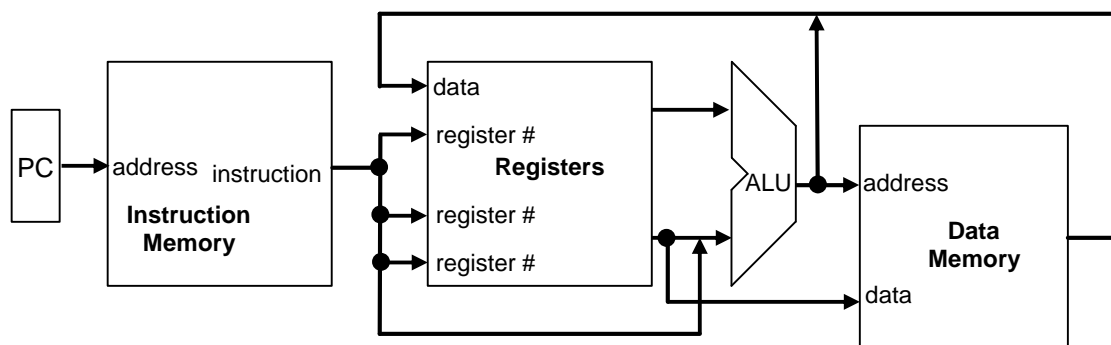 PC
address
instruction
Instruction
Memory
data
register #
Registers
register #
register #
ALU
address
Data
Memory
data